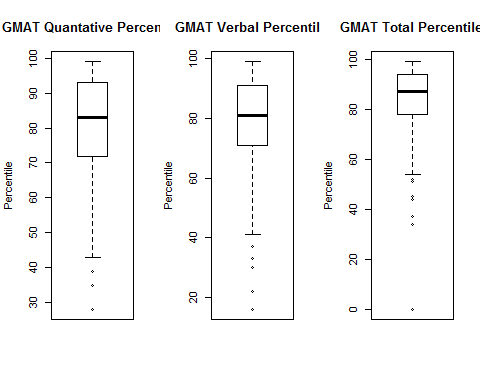 GMAT Quantative Percen
Percentile
30 40 50 60 70 80 90 100
GMAT Verbal Percentil
Percentile
20 40 60 80 100
GMAT Total Percentile
Percentile
0 20 40 60 80 100